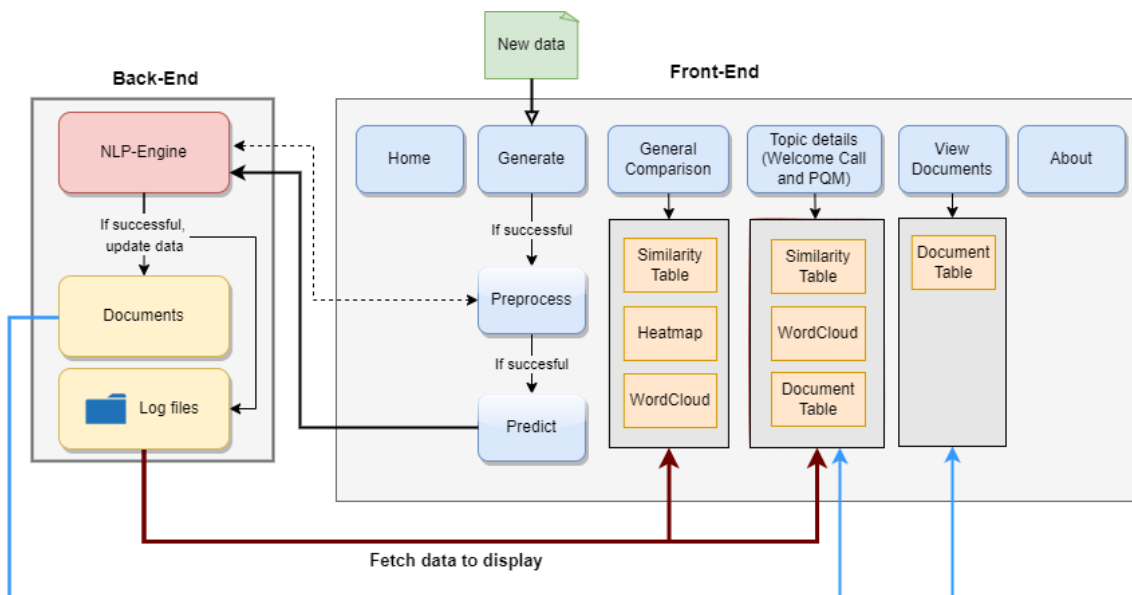 New data
Back-End
Front-End
NLP-Engine
Home
Generate
General
Comparison
Topic details
(Welcome Call
and PQM)
View
Documents
About
If successful,
update data
If successful
Similarity
Table
Similarity
Table
Document
Table
Documents
Preprocess
Heatmap
WordCloud
If succesful
Log files
Predict
WordCloud
Document
Table
Fetch data to display